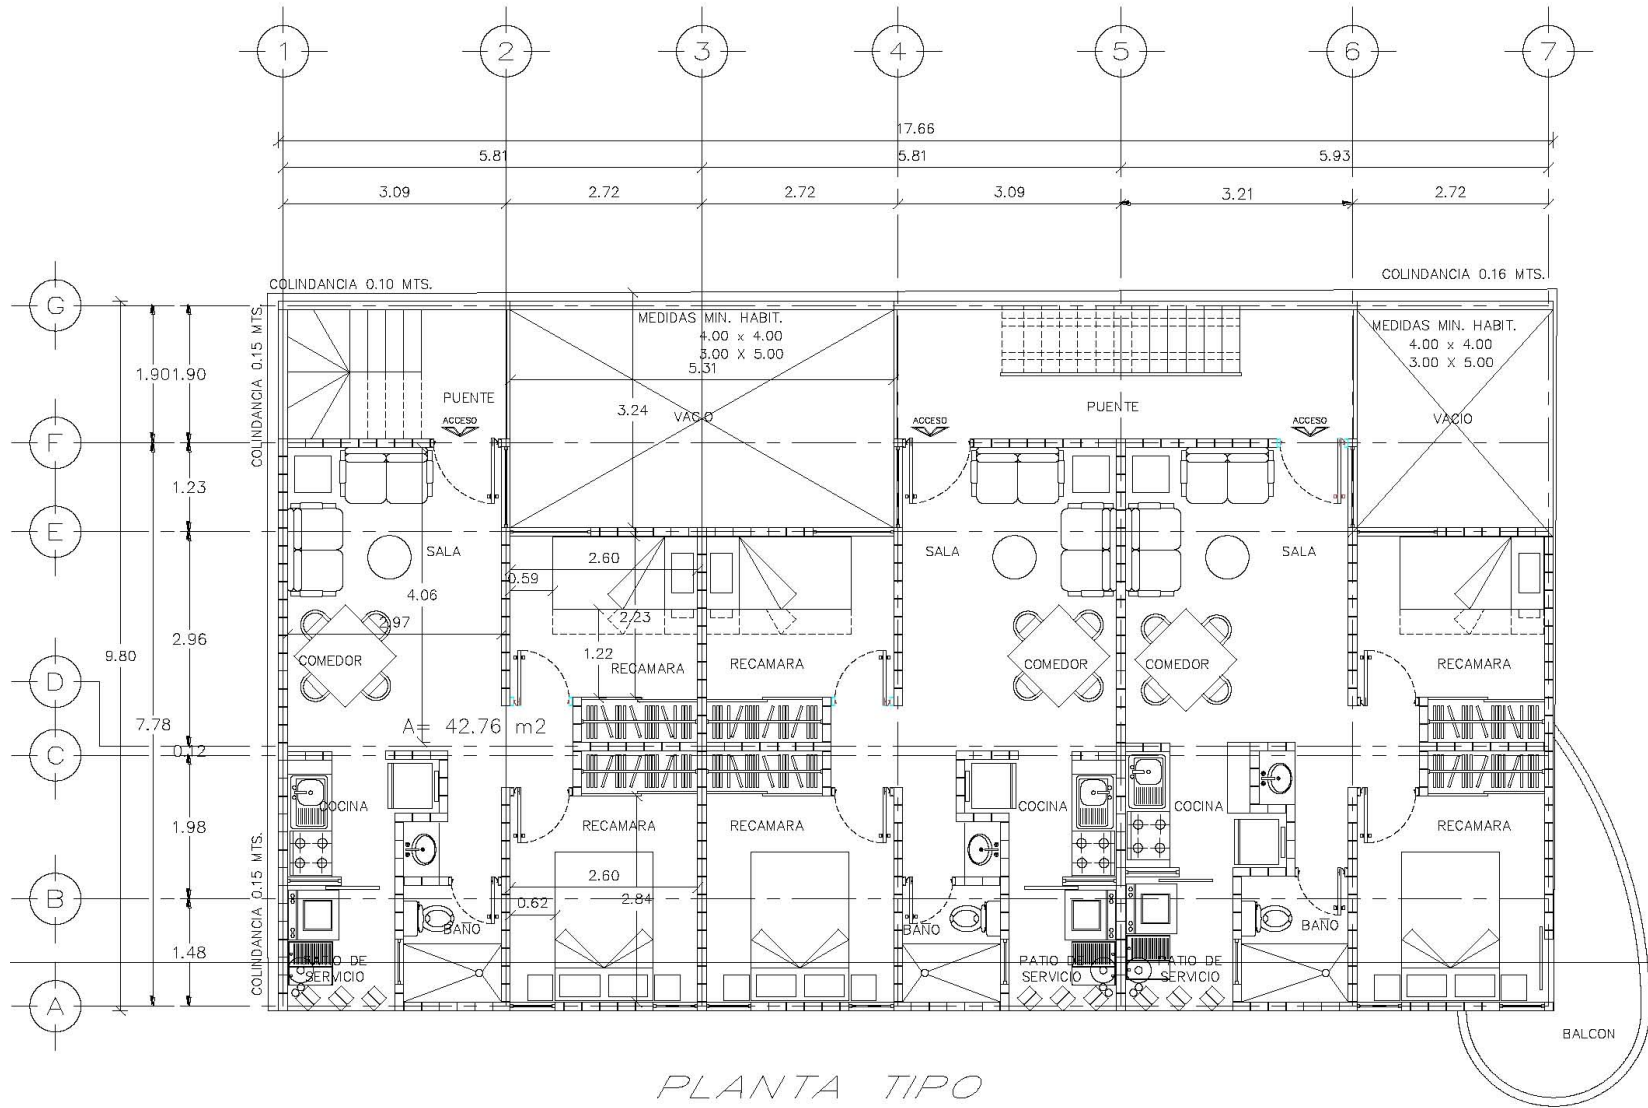 1 2 3 4 5 6 7
17.66
5.81 5.81 5.93
3.09 2.72 2.72 3.09 3.21 2.72
COLINDANCIA 0.10 MTS.
COLINDANCIA 0.16 MTS.
G
COLINDANCIA 0.15 MTS.
MEDIDAS MIN. HABIT.
4.00 x 4.00
3.00 X 5.00
5.31
MEDIDAS MIN. HABIT.
4.00 x 4.00
3.00 X 5.00
1.90 1.90
PUENTE
ACCESO
3.24
VACIO
ACCESO
PUENTE
ACCESO
VACIO
F
1.23
E
SALA
2.60
0.59
SALA
SALA
4.06
2.97
2.23
2.96
9.80
1.22
COMEDOR
RECAMARA
RECAMARA
COMEDOR
COMEDOR
RECAMARA
D
7.78
A= 42.76 m2
C
0.12
COCINA
COCINA
COCINA
1.98
RECAMARA
RECAMARA
RECAMARA
COLINDANCIA 0.15 MTS.
2.60
B
0.62
2.84
BAÑO
BAÑO
BAÑO
1.48
PATIO DE
SERVICIO
PATIO DE
SERVICIO
PATIO DE
SERVICIO
A
BALCON
PLANTA TIPO